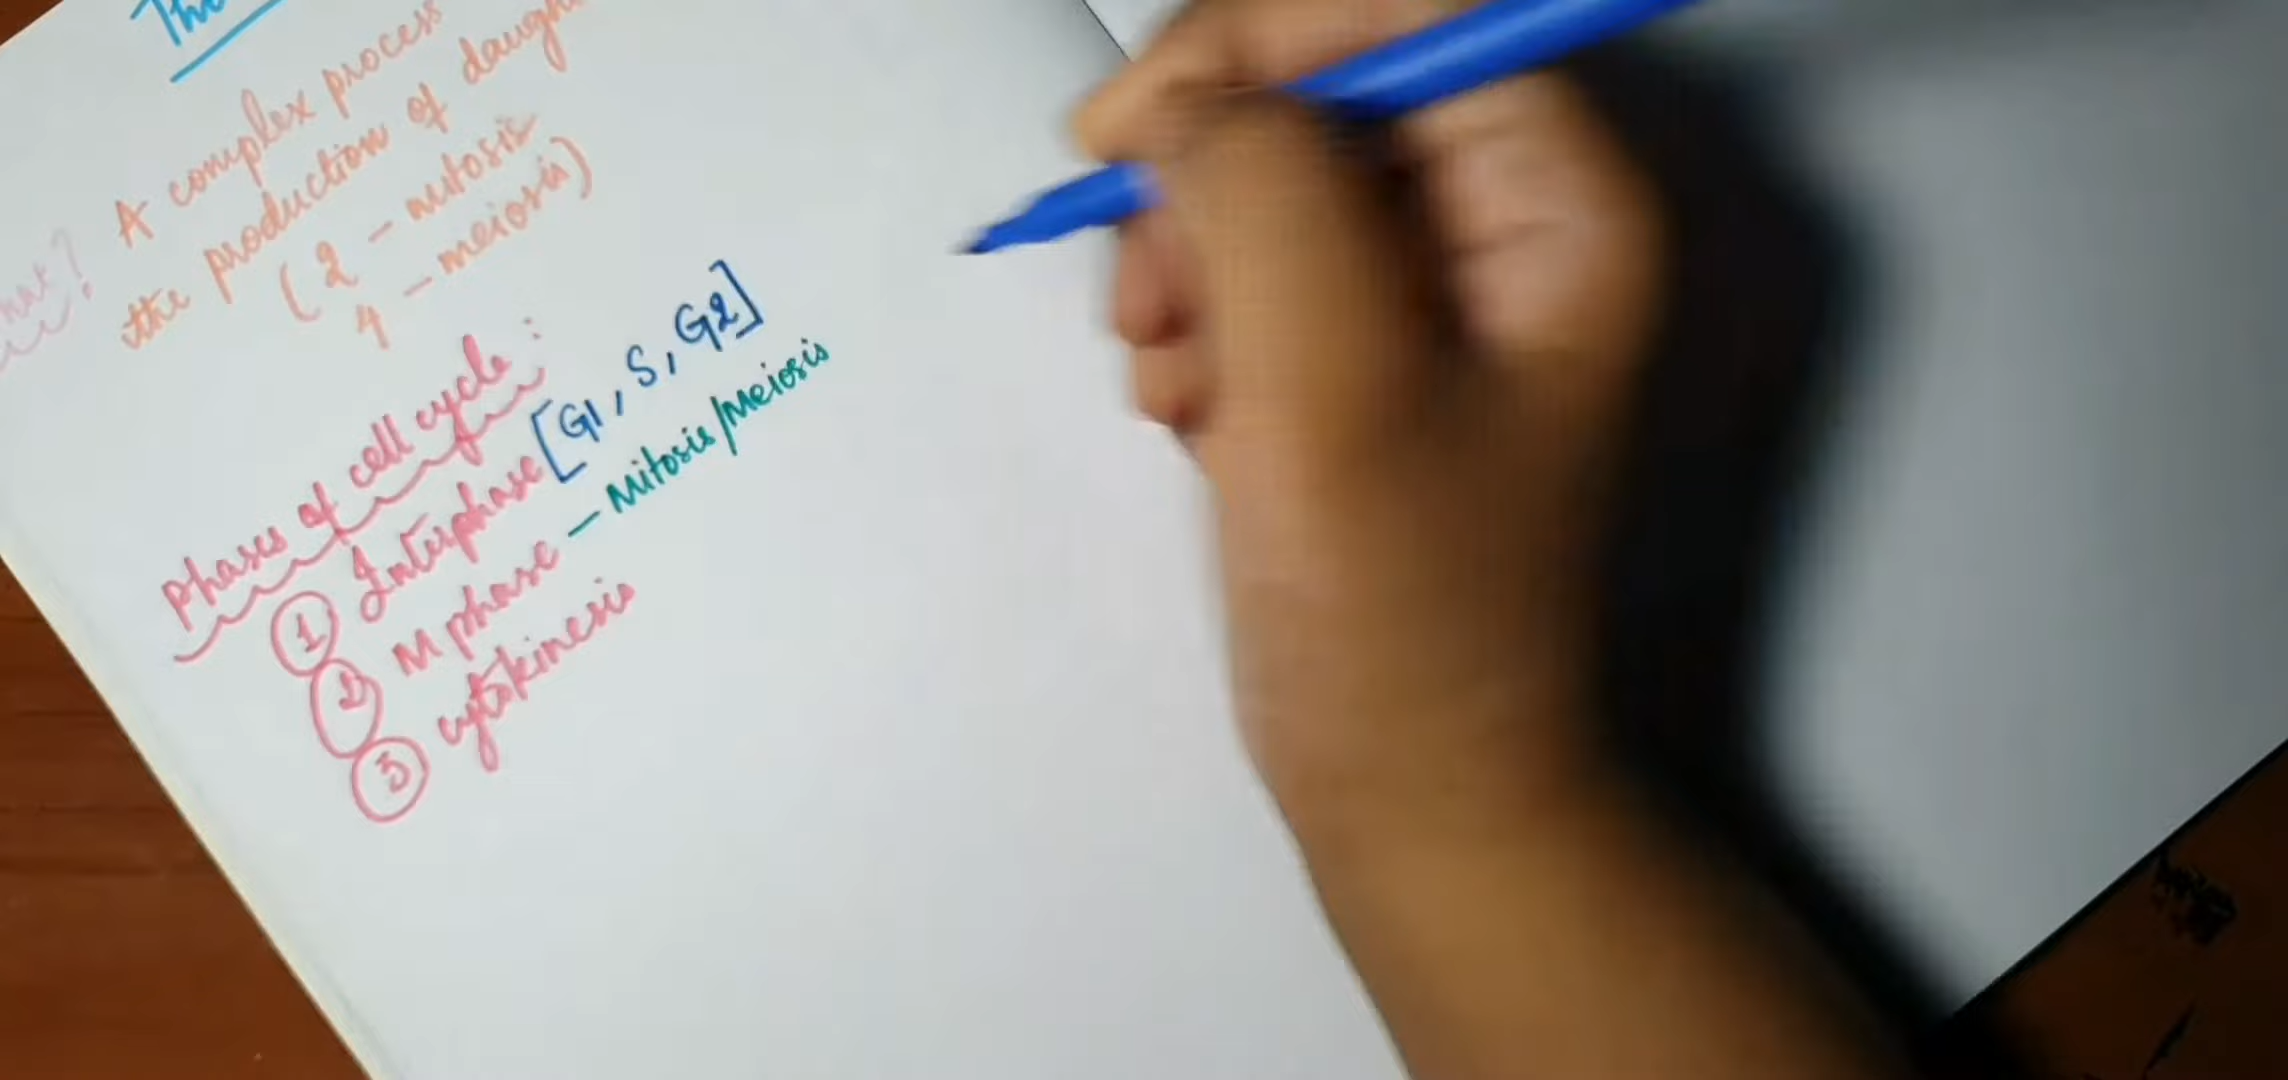 A complex process
the production of
(2 - mitosis
4 - meiosis)
Phases of cell cycle:
1 Interphase [G1, S, G2]
2 M phase - Mitosis/Meiosis
3 cytokinesis